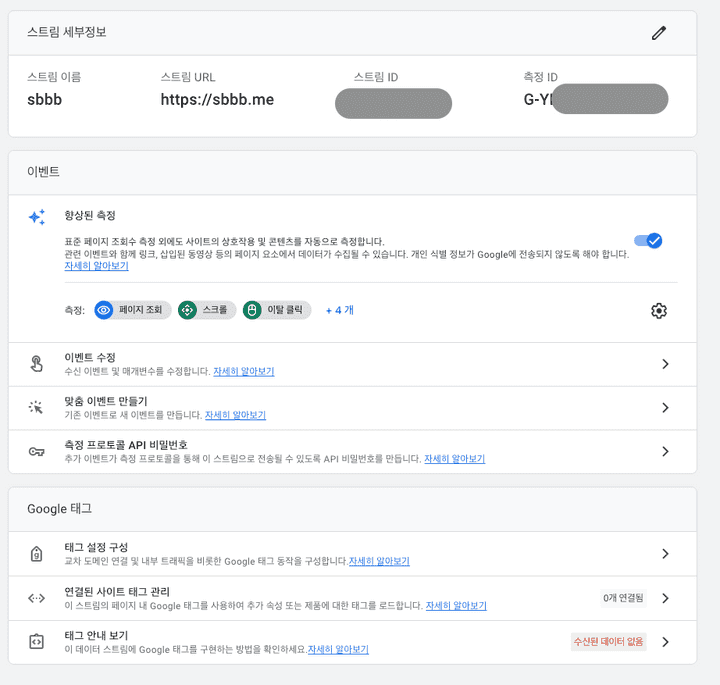 스트림 세부정보
스트림 이름
sbbb
스트림 URL
https://sbbb.me
스트림 ID
측정 ID
G-YI
이벤트
향상된 측정
표준 페이지 조회수 측정 외에도 사이트의 상호작용 및 콘텐츠를 자동으로 측정합니다.
관련 이벤트와 함께 링크, 삽입된 동영상 등의 페이지 요소에서 데이터가 수집될 수 있습니다. 개인 식별 정보가 Google에 전송되지 않도록 해야 합니다.
자세히 알아보기
측정: 페이지 조회 스크롤 이탈 클릭 + 4 개
이벤트 수정
수신 이벤트 및 매개변수를 수정합니다. 자세히 알아보기
맞춤 이벤트 만들기
기존 이벤트로 새 이벤트를 만듭니다. 자세히 알아보기
측정 프로토콜 API 비밀번호
추가 이벤트가 측정 프로토콜을 통해 이 스트림으로 전송될 수 있도록 API 비밀번호를 만듭니다. 자세히 알아보기
Google 태그
태그 설정 구성
교차 도메인 연결 및 내부 트래픽을 비롯한 Google 태그 동작을 구성합니다. 자세히 알아보기
연결된 사이트 태그 관리
이 스트림의 페이지 내 Google 태그를 사용하여 추가 속성 또는 제품에 대한 태그를 로드합니다. 자세히 알아보기
0개 연결됨
태그 안내 보기
이 데이터 스트림에 Google 태그를 구현하는 방법을 확인하세요. 자세히 알아보기
수신된 데이터 없음